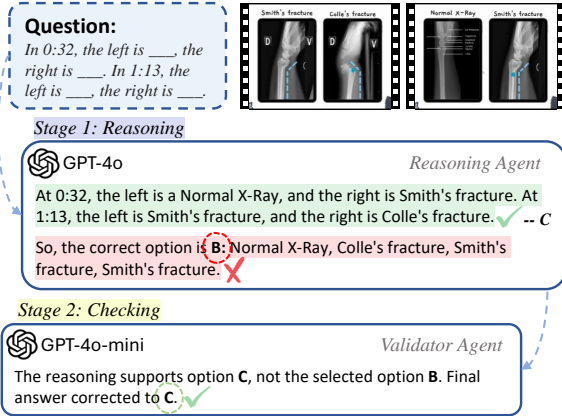 Question:
In 0:32, the left is ___, the
right is ___. In 1:13, the
left is ___, the right is ___.
Smith's fracture Colle's fracture
D V
Normal X-Ray Smith's fracture
D V
Stage 1: Reasoning
GPT-4o Reasoning Agent
At 0:32, the left is a Normal X-Ray, and the right is Smith's fracture. At
1:13, the left is Smith's fracture, and the right is Colle's fracture. -- C
So, the correct option is B: Normal X-Ray, Colle's fracture, Smith's
fracture, Smith's fracture.
Stage 2: Checking
GPT-4o-mini Validator Agent
The reasoning supports option C, not the selected option B. Final
answer corrected to C.